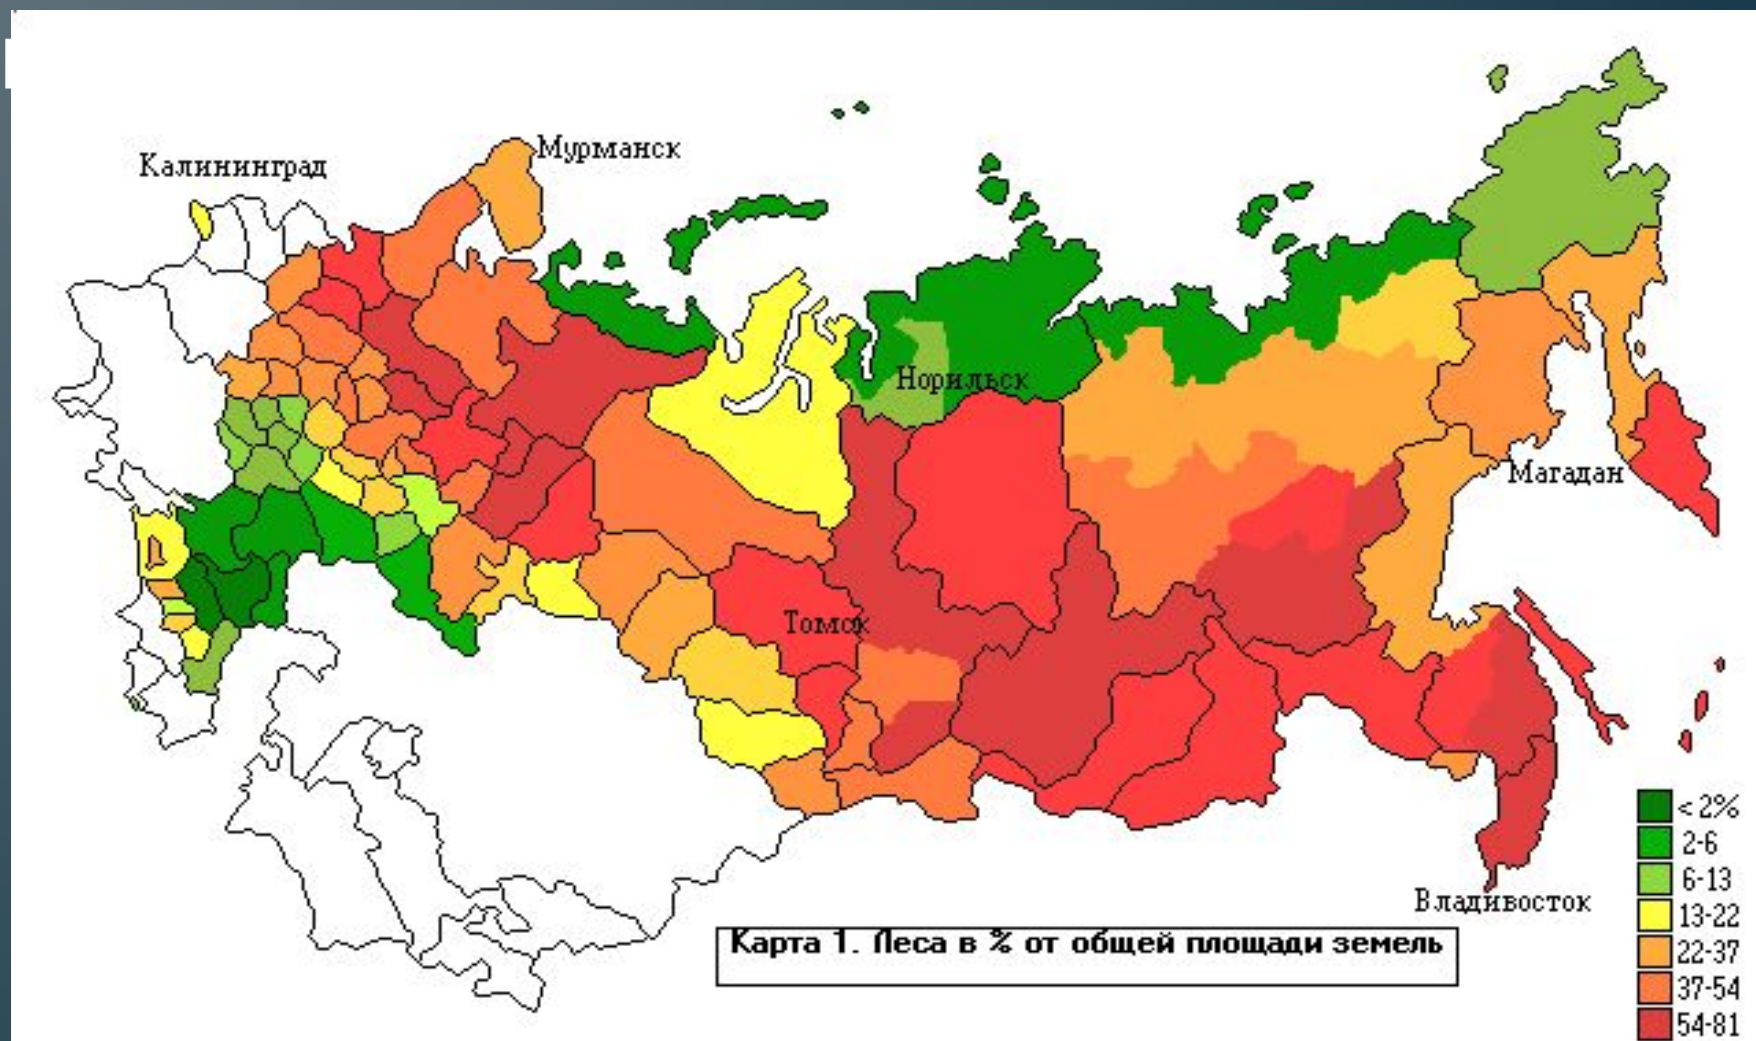 Мурманск
Калининград
Норильск
Магадан
Томск
Владивосток
Карта 1. Леса в % от общей площади земель
<2%
2-6
6-13
13-22
22-37
37-54
54-81